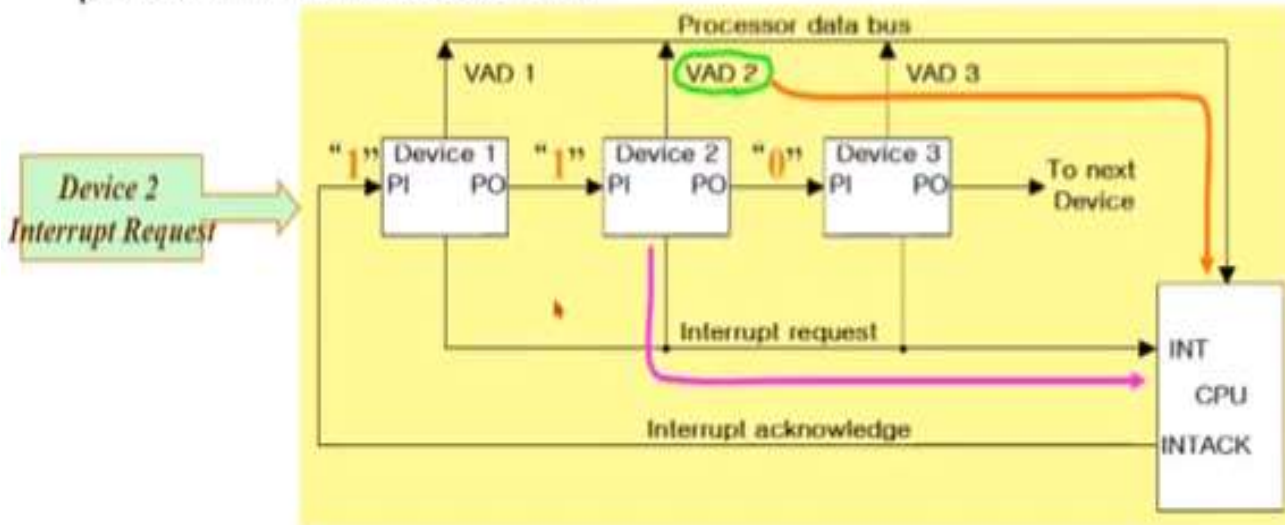 Processor data bus
VAD 1
VAD 2
VAD 3
"1" Device 1 "1" Device 2 "0" Device 3
PI PO PI PO PI PO
To next
Device
Device 2
Interrupt Request
Interrupt request
INT
CPU
Interrupt acknowledge
INTACK